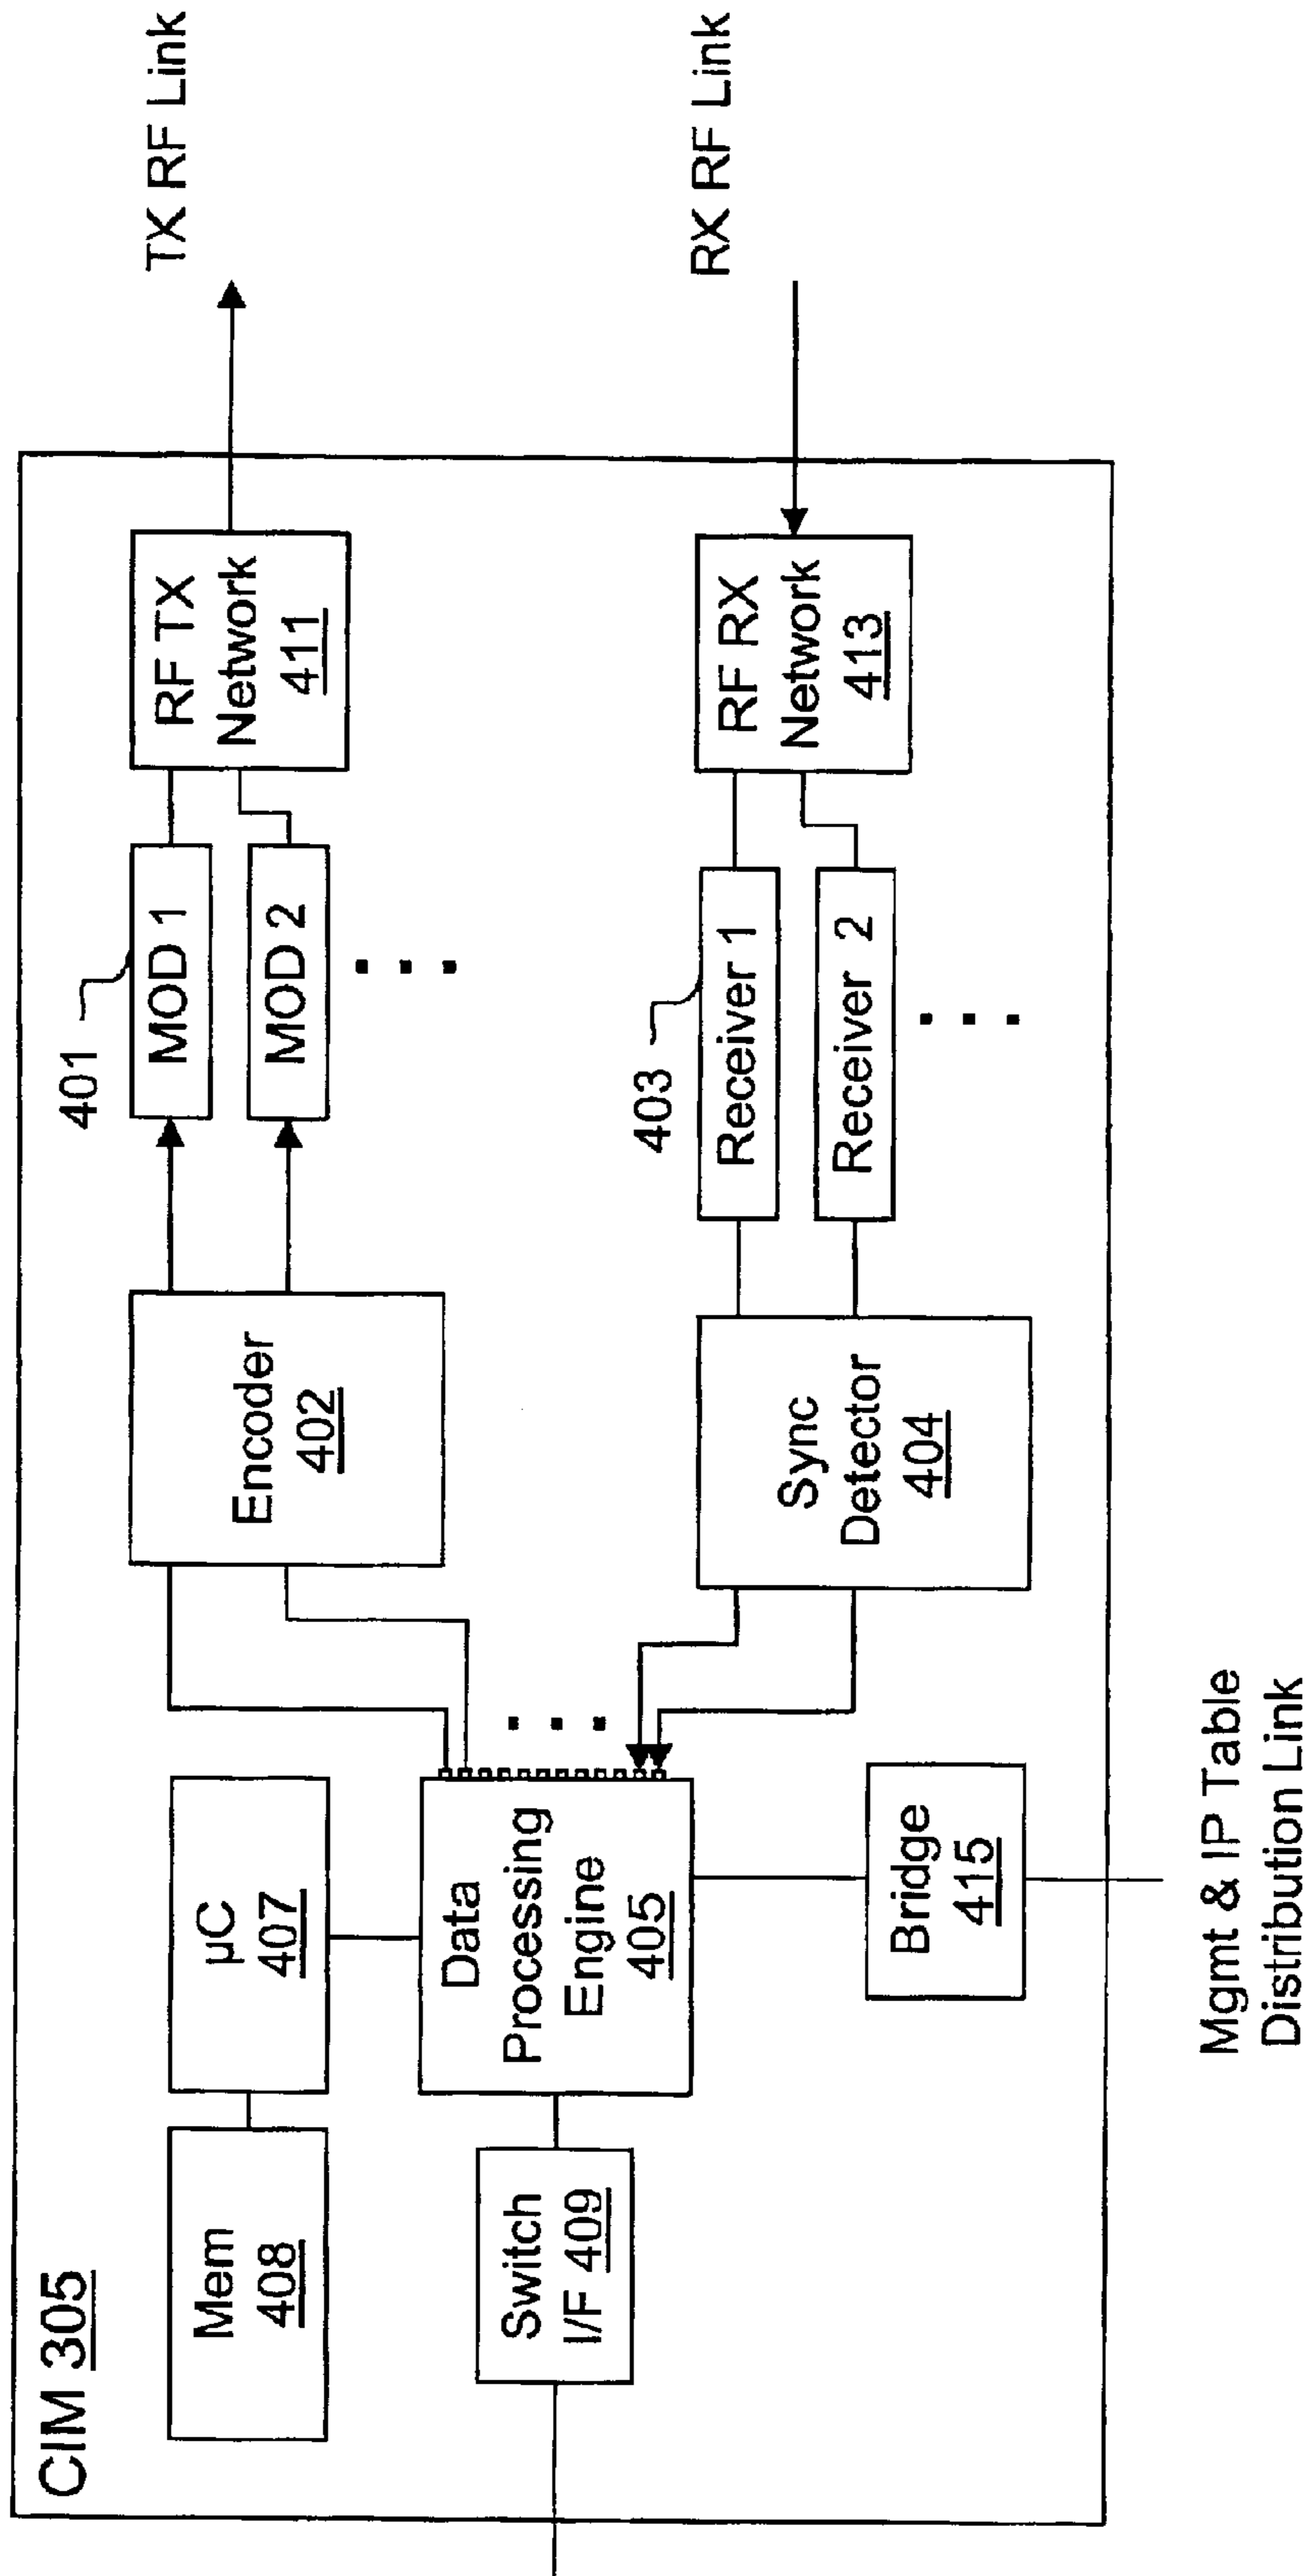 CIM 305
Mem
408
µC
407
Switch
I/F 409
Data
Processing
Engine
405
Bridge
415
Encoder
402
Sync
Detector
404
401
MOD 1
MOD 2
403
Receiver 1
Receiver 2
RF TX
Network
411
RF RX
Network
413
TX RF Link
RX RF Link
Mgmt & IP Table
Distribution Link